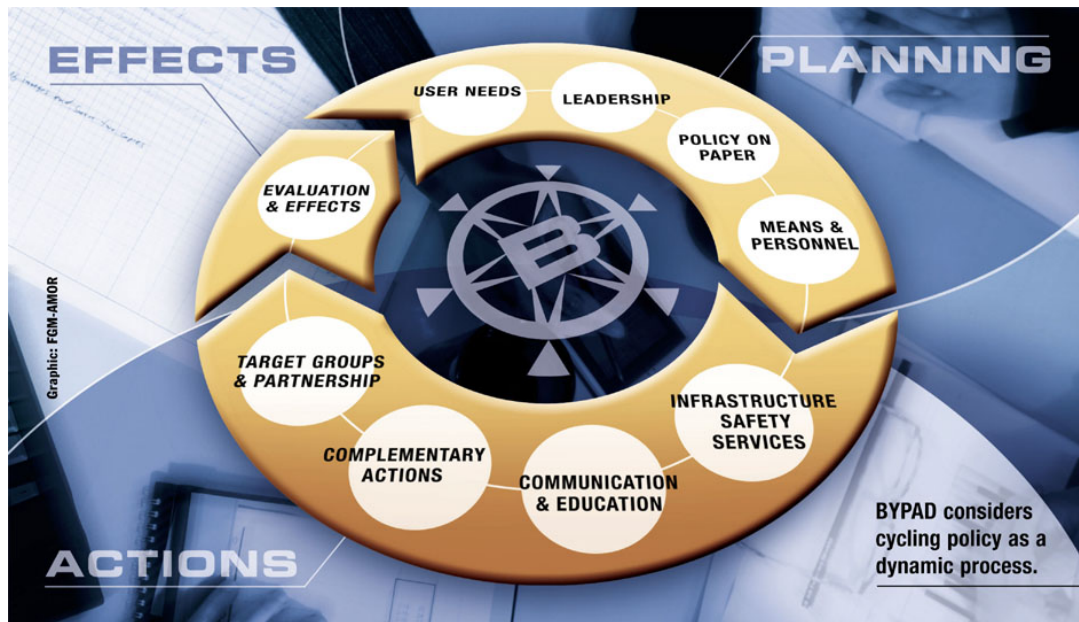 EFFECTS
PLANNING
USER NEEDS
LEADERSHIP
POLICY ON
PAPER
MEANS &
PERSONNEL
EVALUATION
& EFFECTS
B
Graphic: FGM-AMOR
TARGET GROUPS
& PARTNERSHIP
INFRASTRUCTURE
SAFETY
SERVICES
COMPLEMENTARY
ACTIONS
COMMUNICATION
& EDUCATION
ACTIONS
BYPAD considers
cycling policy as a
dynamic process.